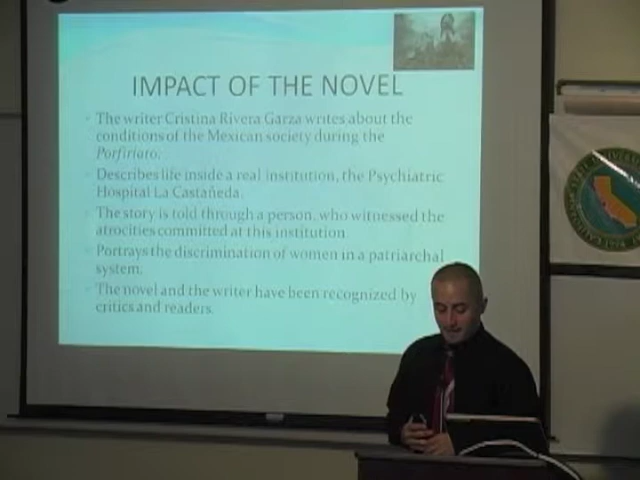 IMPACT OF THE NOVEL
The writer Cristina Rivera Garza writes about the
conditions of the Mexican society during the
Porfiriato.
Describes life inside a real institution, the Psychiatric
Hospital La Castañeda.
The story is told through a person, who witnessed the
atrocities committed at this institution.
Portrays the discrimination of women in a patriarchal
system.
The novel and the writer have been recognized by
critics and readers.